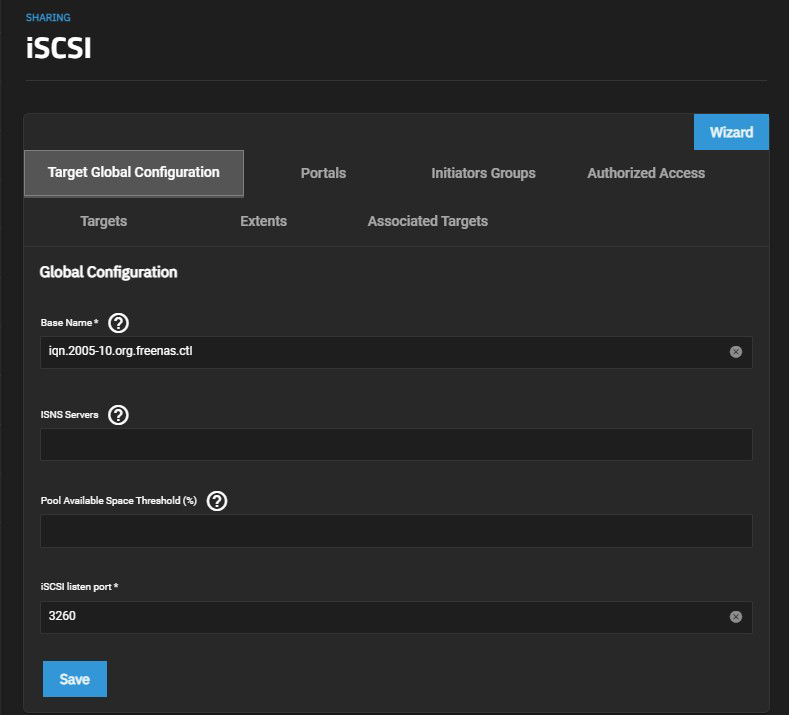 SHARING
iSCSI
Wizard
Target Global Configuration Portals Initiators Groups Authorized Access
Targets Extents Associated Targets
Global Configuration
Base Name *
iqn.2005-10.org.freenas.ctl
ISNS Servers
Pool Available Space Threshold (%)
iSCSI listen port *
3260
Save